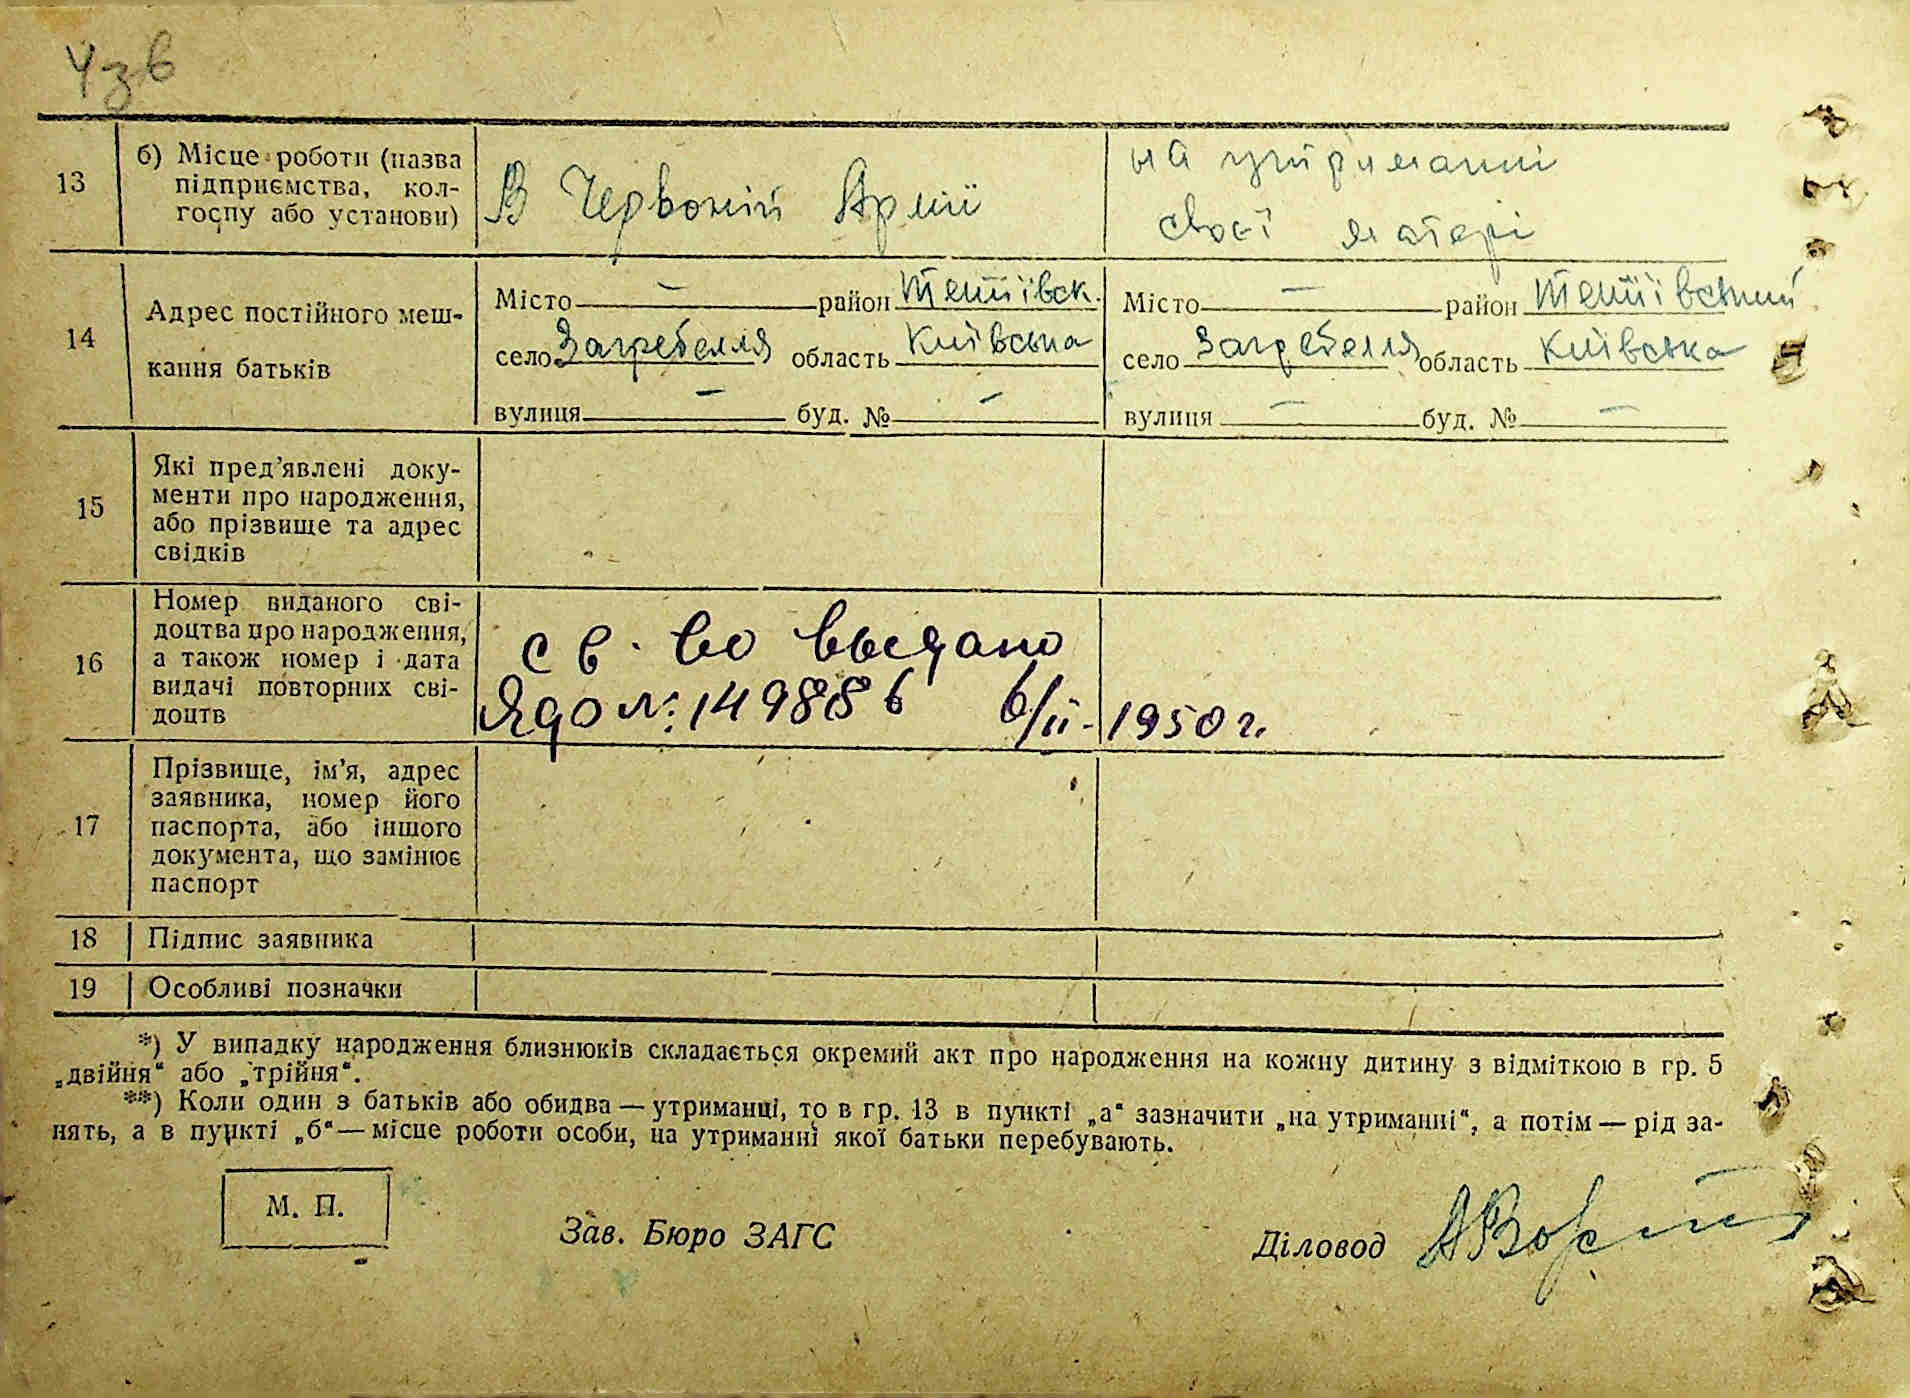 13
б) Місце роботи (назва
підприємства, кол-
госпу або установи)
В Червоній Армії
на утриманні
своєї матері
14
Адрес постійного меш-
кання батьків
Місто — район Тетіївск.
село Загребелля область Київська
вулиця — буд. № —
Місто — район Тетіївський
село Загребелля область Київська
вулиця — буд. № —
15
Які пред’явлені доку-
менти про народження,
або прізвище та адрес
свідків
16
Номер виданого сві-
доцтва про народження,
а також номер і дата
видачі повторних сві-
доцтв
св-во выдано
№ 149886 6/II-1950 г.
17
Прізвище, ім’я, адрес
заявника, номер його
паспорта, або іншого
документа, що замінює
паспорт
18
Підпис заявника
19
Особливі позначки
*) У випадку народження близнюків складається окремий акт про народження на кожну дитину з відміткою в гр. 5
„двійня“ або „трійня“.
**) Коли один з батьків або обидва — утриманці, то в гр. 13 в пункті „а“ зазначити „на утриманні“, а потім — рід за-
нять, а в пункті „б“ — місце роботи особи, на утриманні якої батьки перебувають.
М. П.
Зав. Бюро ЗАГС
Діловод